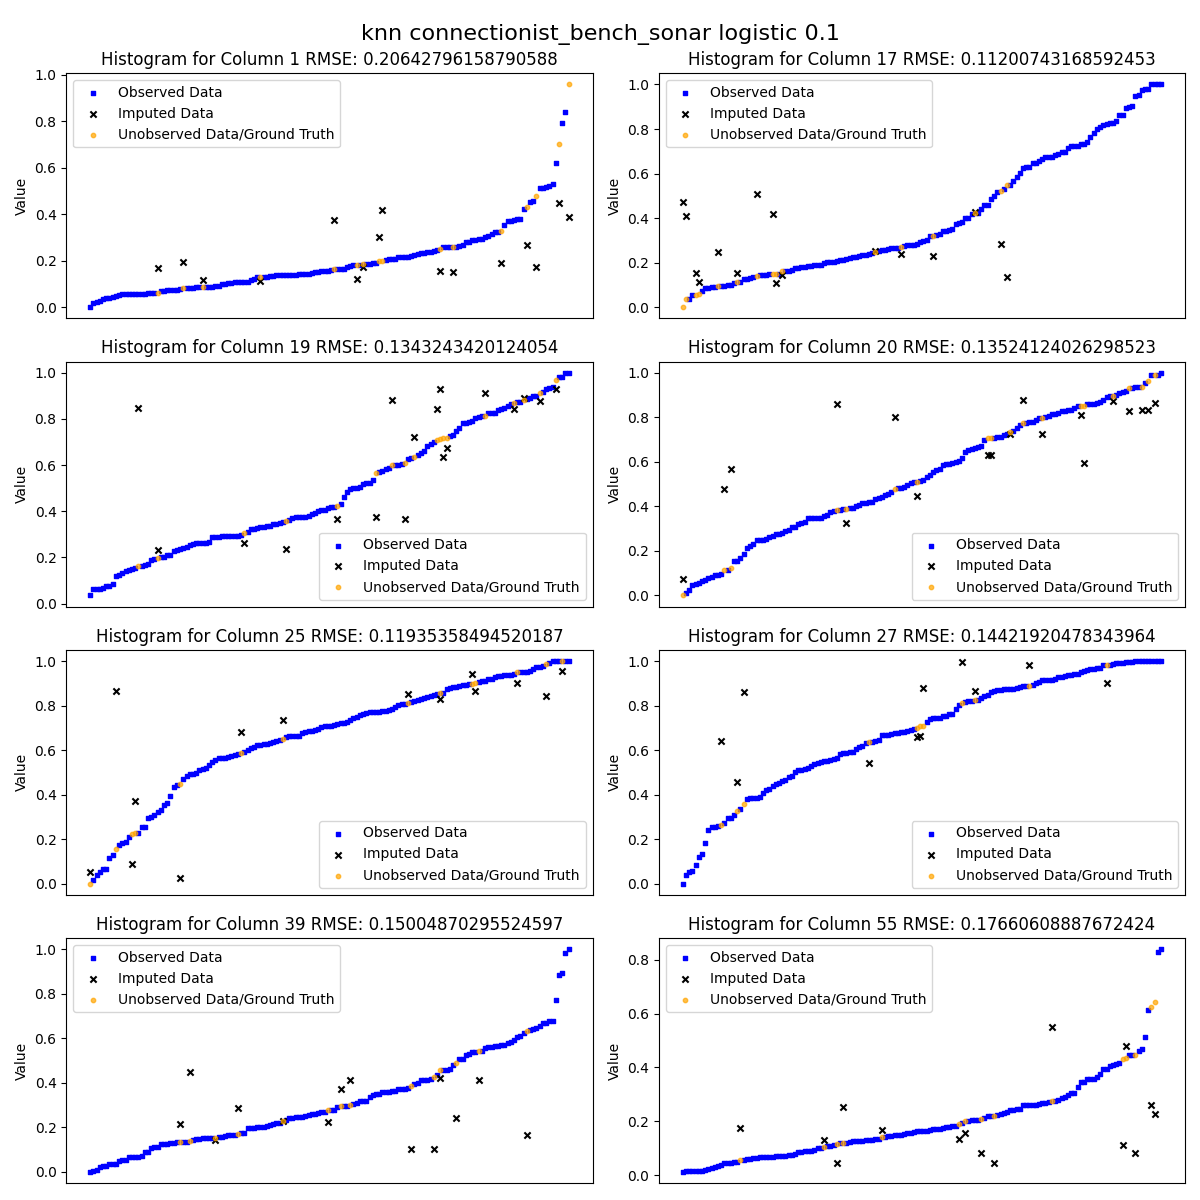 knn connectionist_bench_sonar logistic 0.1
Histogram for Column 1 RMSE: 0.20642796158790588
1.0
0.8
0.6
0.4
0.2
0.0
Value
Observed Data
Imputed Data
Unobserved Data/Ground Truth
Histogram for Column 17 RMSE: 0.11200743168592453
1.0
0.8
0.6
0.4
0.2
0.0
Value
Observed Data
Imputed Data
Unobserved Data/Ground Truth
Histogram for Column 19 RMSE: 0.1343243420124054
1.0
0.8
0.6
0.4
0.2
0.0
Value
Observed Data
Imputed Data
Unobserved Data/Ground Truth
Histogram for Column 20 RMSE: 0.13524124026298523
1.0
0.8
0.6
0.4
0.2
0.0
Value
Observed Data
Imputed Data
Unobserved Data/Ground Truth
Histogram for Column 25 RMSE: 0.11935358494520187
1.0
0.8
0.6
0.4
0.2
0.0
Value
Observed Data
Imputed Data
Unobserved Data/Ground Truth
Histogram for Column 27 RMSE: 0.14421920478343964
1.0
0.8
0.6
0.4
0.2
0.0
Value
Observed Data
Imputed Data
Unobserved Data/Ground Truth
Histogram for Column 39 RMSE: 0.15004870295524597
1.0
0.8
0.6
0.4
0.2
0.0
Value
Observed Data
Imputed Data
Unobserved Data/Ground Truth
Histogram for Column 55 RMSE: 0.17660608887672424
0.8
0.6
0.4
0.2
0.0
Value
Observed Data
Imputed Data
Unobserved Data/Ground Truth